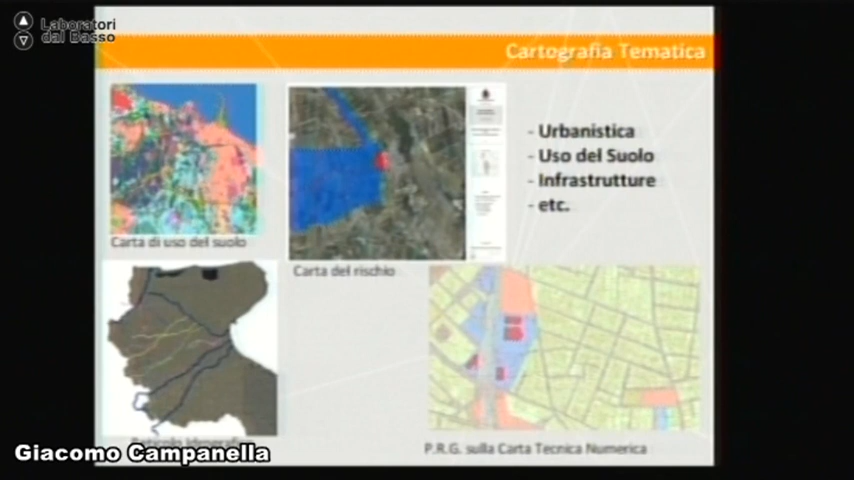 Laboratori
dal Basso
Cartografia Tematica
- Urbanistica
- Uso del Suolo
- Infrastrutture
- etc.
Carta di uso del suolo
Carta del rischio
P.R.G. sulla Carta Tecnica Numerica
Giacomo Campanella